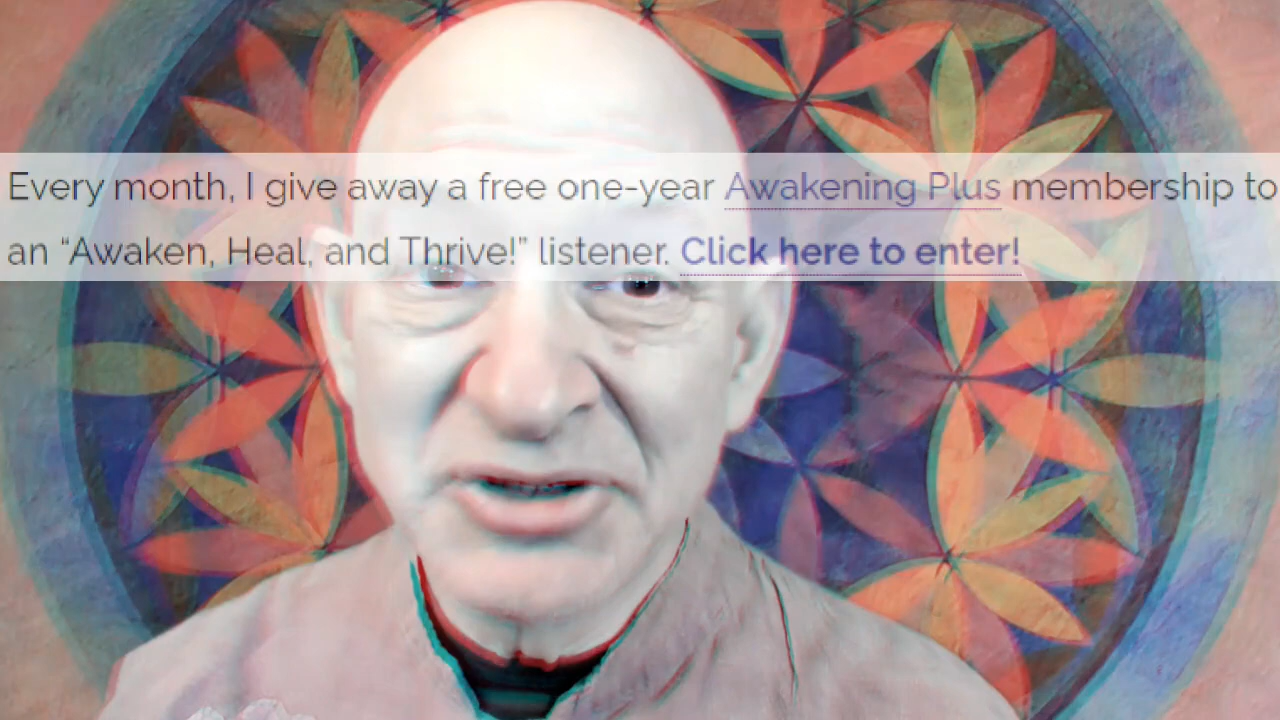 Every month, I give away a free one-year Awakening Plus membership to
an “Awaken, Heal, and Thrive!” listener. Click here to enter!